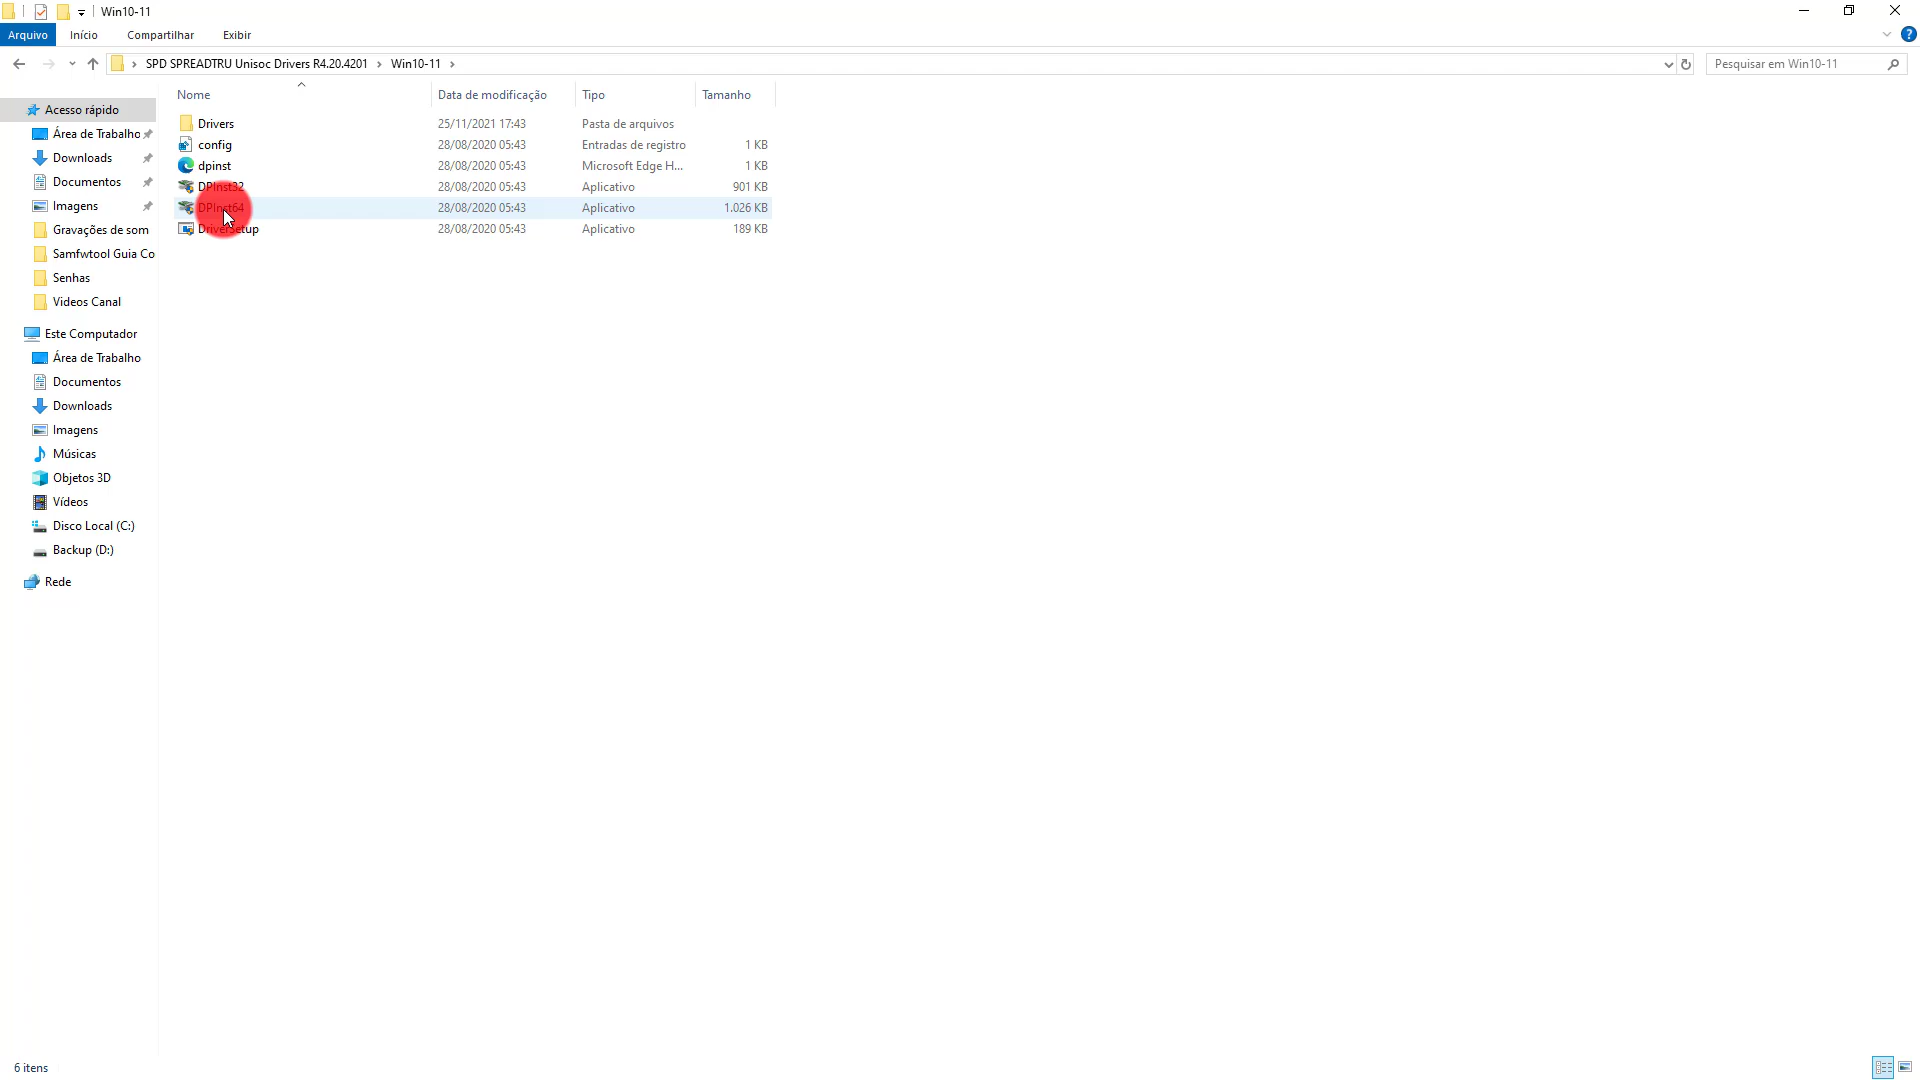 Win10-11
Arquivo Início Compartilhar Exibir
SPD SPREADTRU Unisoc Drivers R4.20.4201 Win10-11
Pesquisar em Win10-11
Nome Data de modificação Tipo Tamanho
Drivers 25/11/2021 17:43 Pasta de arquivos
config 28/08/2020 05:43 Entradas de registro 1 KB
dpinst 28/08/2020 05:43 Microsoft Edge H... 1 KB
DPInst32 28/08/2020 05:43 Aplicativo 901 KB
DPInst64 28/08/2020 05:43 Aplicativo 1.026 KB
DriverSetup 28/08/2020 05:43 Aplicativo 189 KB
Acesso rápido
Área de Trabalho
Downloads
Documentos
Imagens
Gravações de som
Samfwtool Guia Co
Senhas
Videos Canal
Este Computador
Área de Trabalho
Documentos
Downloads
Imagens
Músicas
Objetos 3D
Vídeos
Disco Local (C:)
Backup (D:)
Rede
6 itens